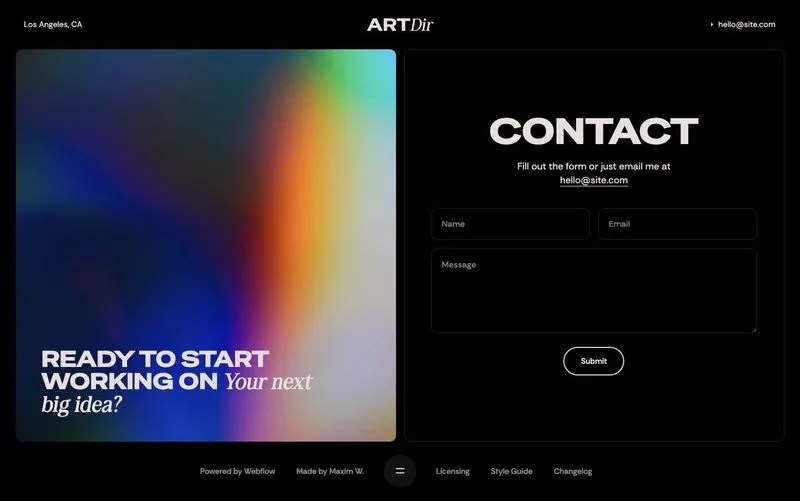 Los Angeles, CA
ARTDir
hello@site.com
READY TO START
WORKING ON Your next
big idea?
CONTACT
Fill out the form or just email me at
hello@site.com
Name
Email
Message
Submit
Powered by Webflow
Made by Maxim W.
Licensing
Style Guide
Changelog